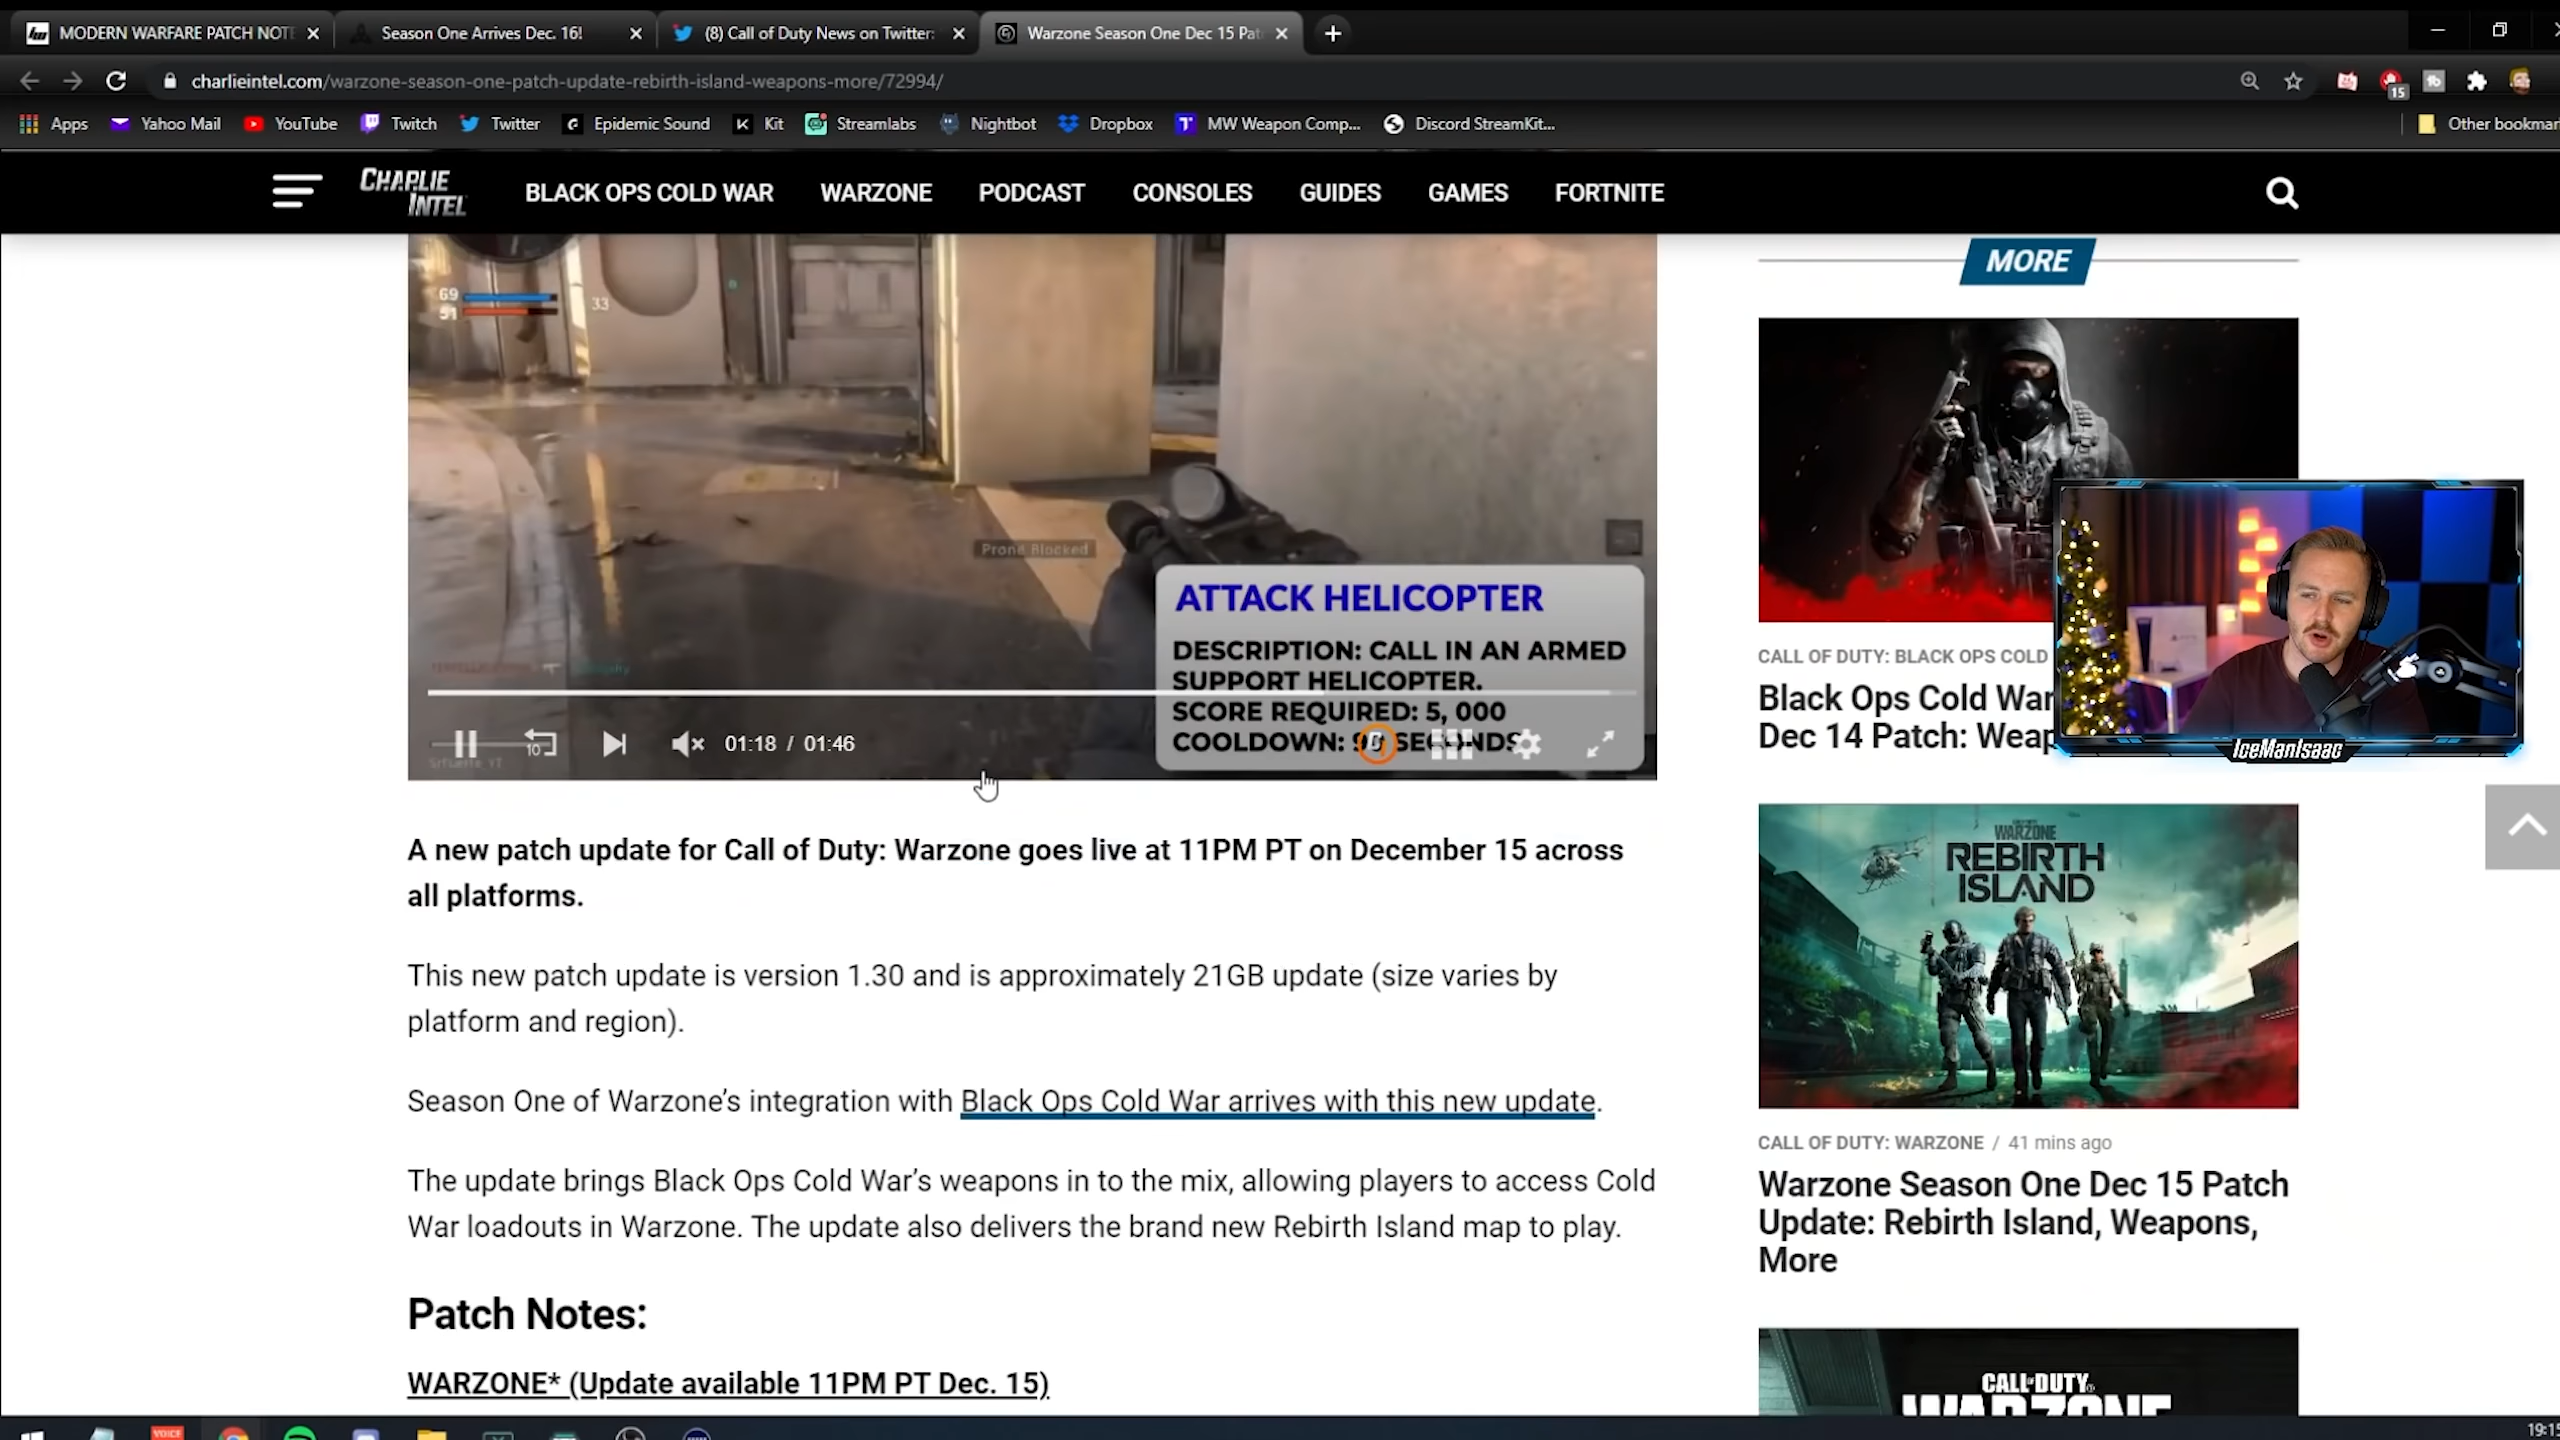 MODERN WARFARE PATCH NOTE
Season One Arrives Dec. 16!
(8) Call of Duty News on Twitter:
Warzone Season One Dec 15 Pat
charlieintel.com/warzone-season-one-patch-update-rebirth-island-weapons-more/72994/
15
Apps
Yahoo Mail
YouTube
Twitch
Twitter
Epidemic Sound
Kit
Streamlabs
Nightbot
Dropbox
MW Weapon Comp...
Discord StreamKit...
Other bookmar
CHARLIE INTEL
BLACK OPS COLD WAR
WARZONE
PODCAST
CONSOLES
GUIDES
GAMES
FORTNITE
69
91
33
Prone Blocked
ATTACK HELICOPTER
DESCRIPTION: CALL IN AN ARMED
SUPPORT HELICOPTER.
SCORE REQUIRED: 5, 000
COOLDOWN: SECONDS
10
01:18 / 01:46
A new patch update for Call of Duty: Warzone goes live at 11PM PT on December 15 across
all platforms.
This new patch update is version 1.30 and is approximately 21GB update (size varies by
platform and region).
Season One of Warzone's integration with Black Ops Cold War arrives with this new update.
The update brings Black Ops Cold War's weapons in to the mix, allowing players to access Cold
War loadouts in Warzone. The update also delivers the brand new Rebirth Island map to play.
Patch Notes:
WARZONE* (Update available 11PM PT Dec. 15)
MORE
CALL OF DUTY: BLACK OPS COLD
Black Ops Cold War
Dec 14 Patch: Weap
IceManIsaac
WARZONE
REBIRTH
ISLAND
CALL OF DUTY: WARZONE / 41 mins ago
Warzone Season One Dec 15 Patch
Update: Rebirth Island, Weapons,
More
CALL OF DUTY
WARZONE
VOICE
19:15